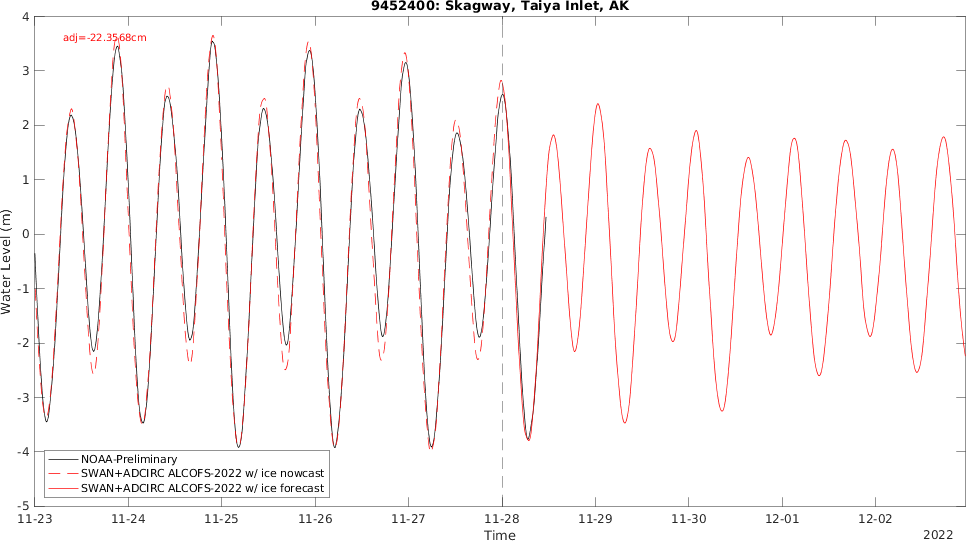 9452400: Skagway, Taiya Inlet, AK
adj=-22.3568cm
Water Level (m)
4
3
2
1
0
-1
-2
-3
-4
-5
NOAA-Preliminary
SWAN+ADCIRC ALCOFS-2022 w/ ice nowcast
SWAN+ADCIRC ALCOFS-2022 w/ ice forecast
11-23 11-24 11-25 11-26 11-27 11-28 11-29 11-30 12-01 12-02
Time
2022